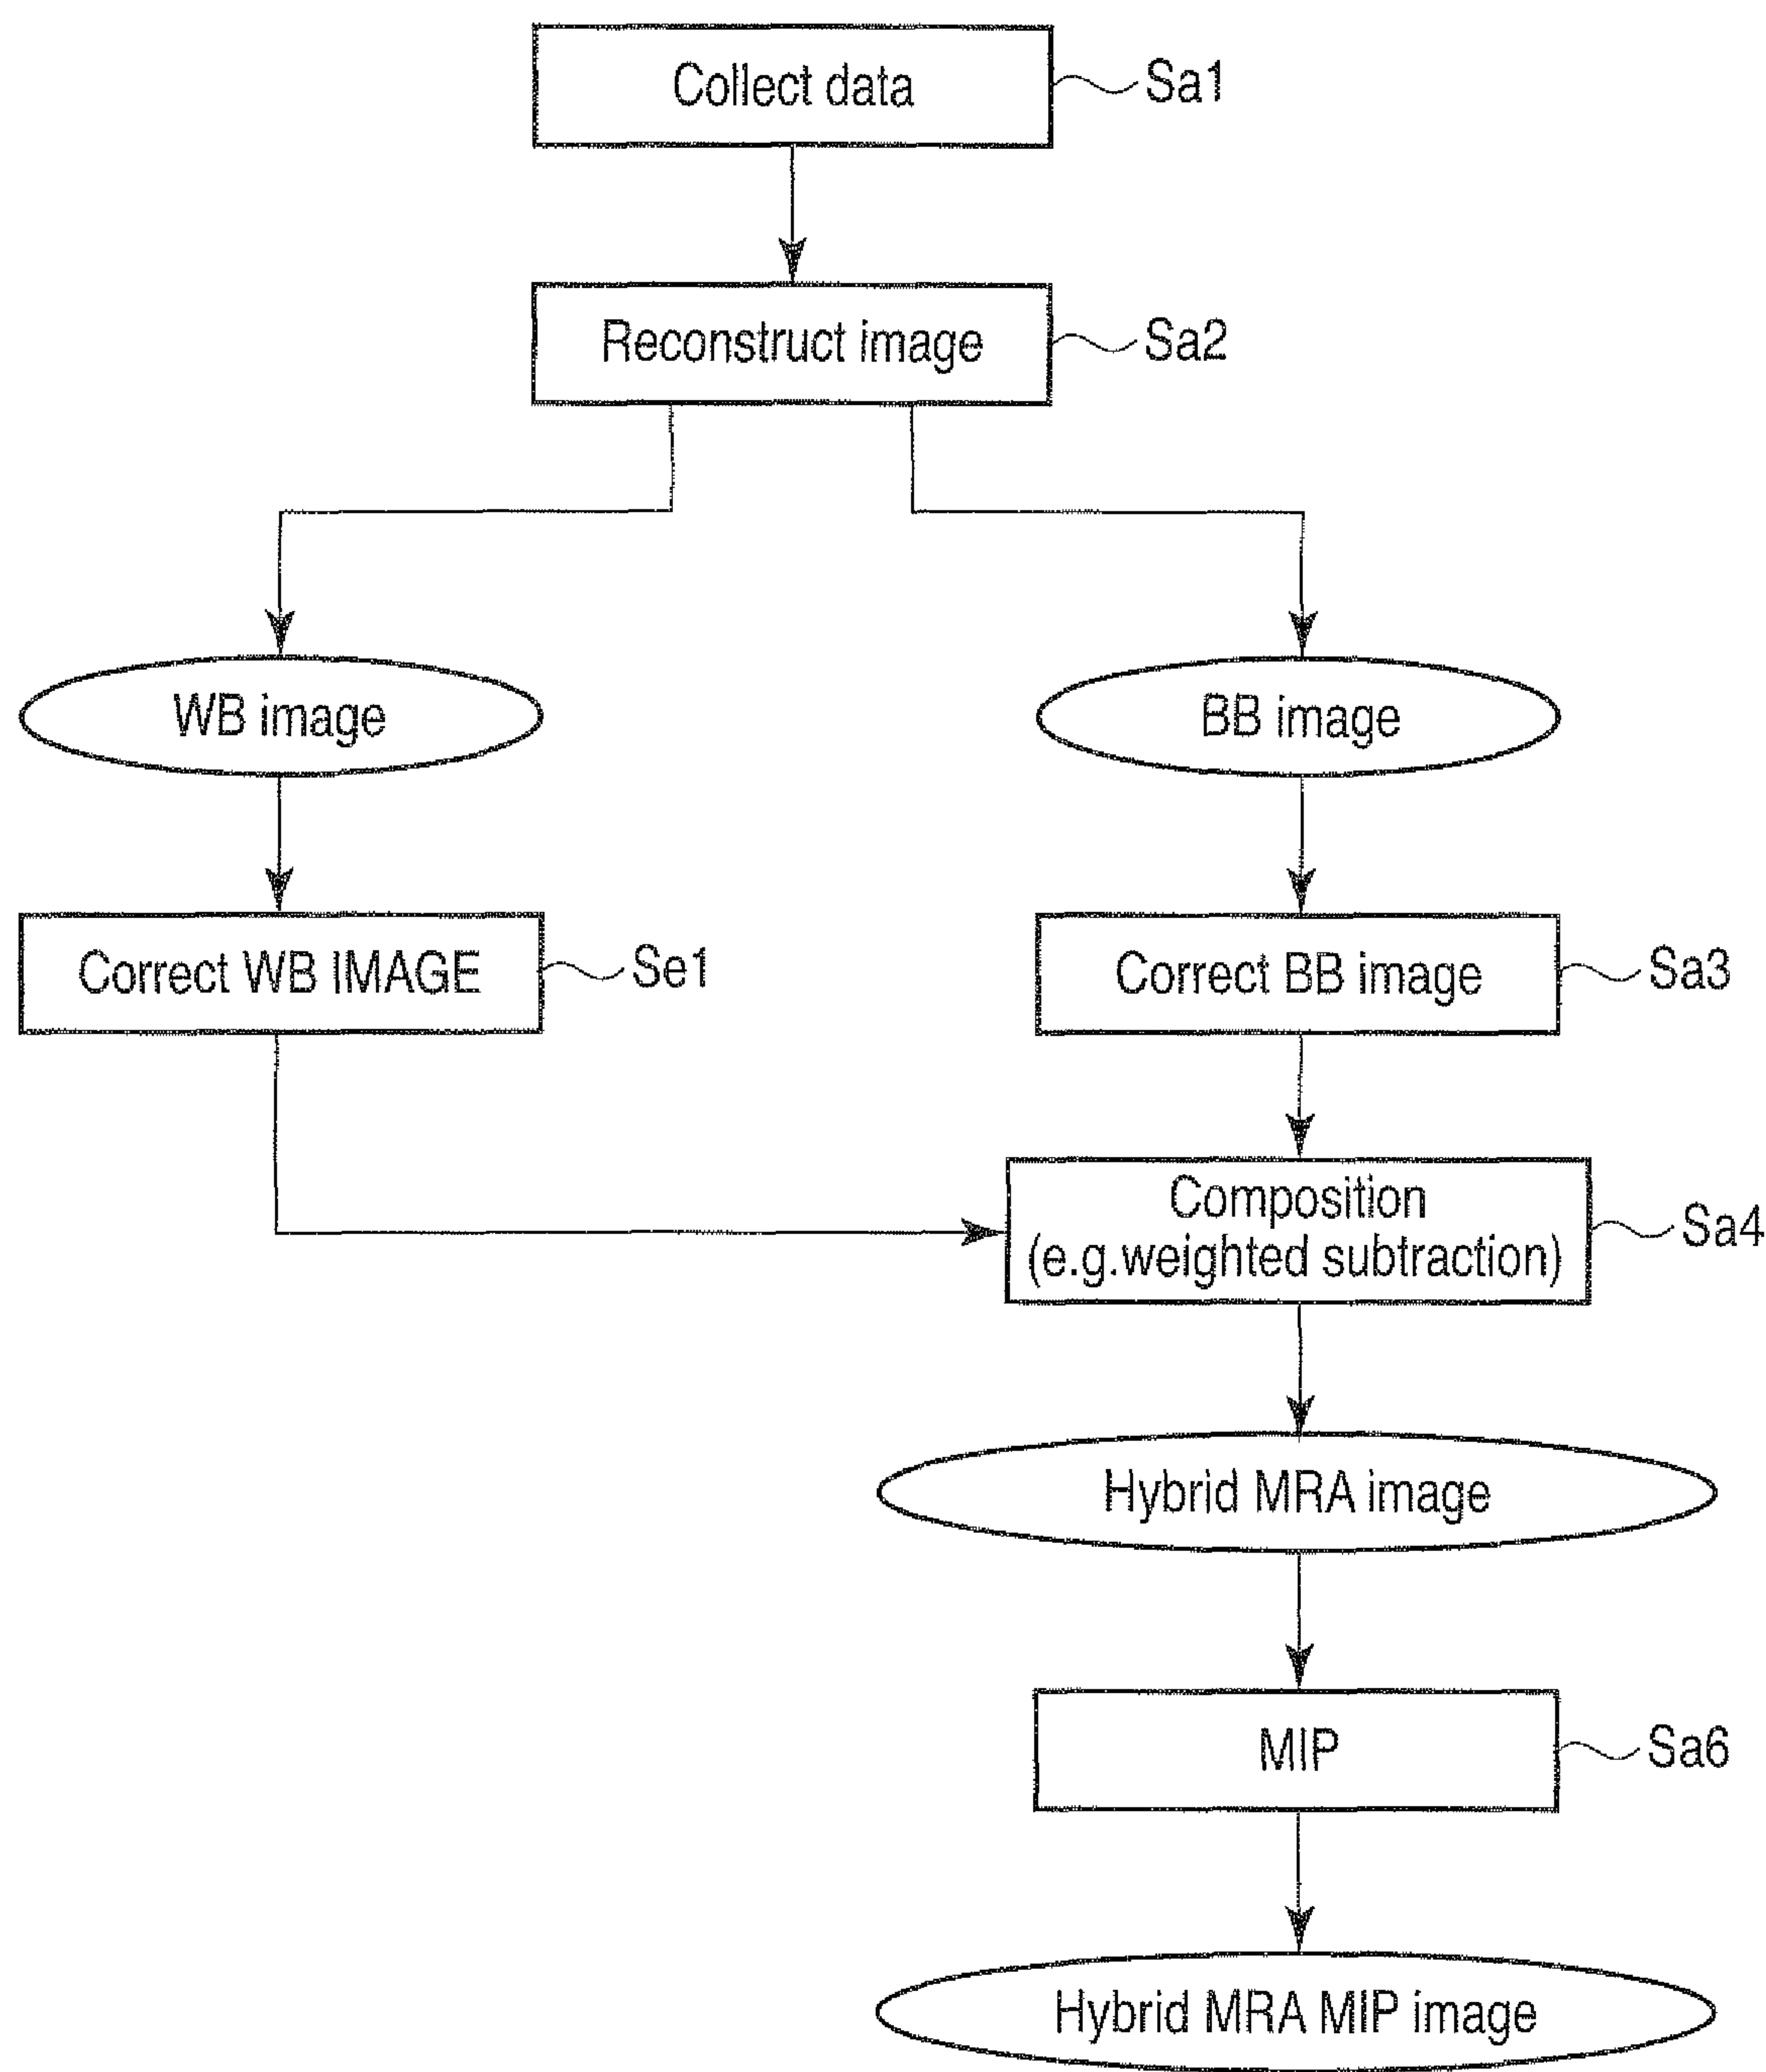 Collect data
Sa1
Reconstruct image
Sa2
WB image
BB image
Correct WB IMAGE
Se1
Correct BB image
Sa3
Composition
(e.g.weighted subtraction)
Sa4
Hybrid MRA image
MIP
Sa6
Hybrid MRA MIP image